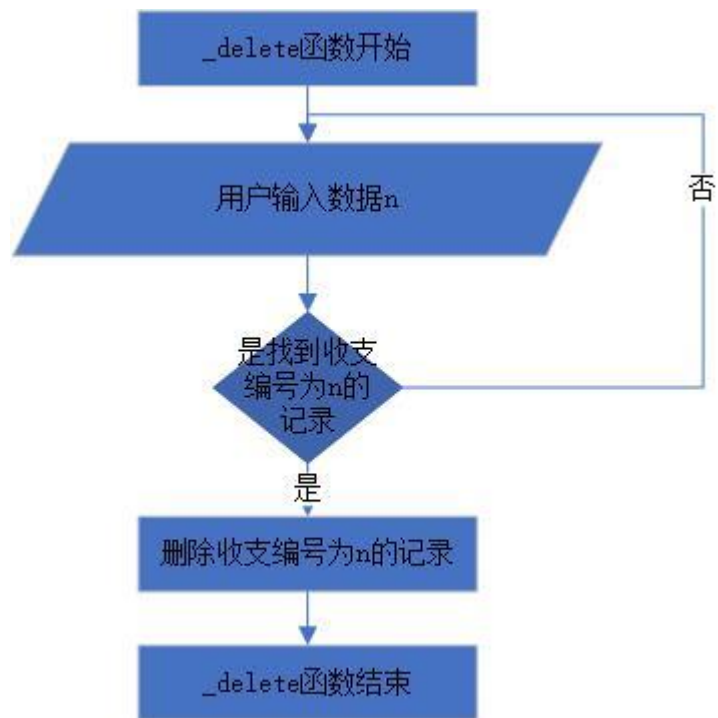 _delete函数开始
用户输入数据n
否
是找到收支
编号为n的
记录
是
删除收支编号为n的记录
_delete函数结束